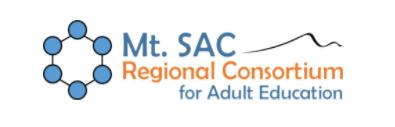 Mt. SAC
Regional Consortium
for Adult Education